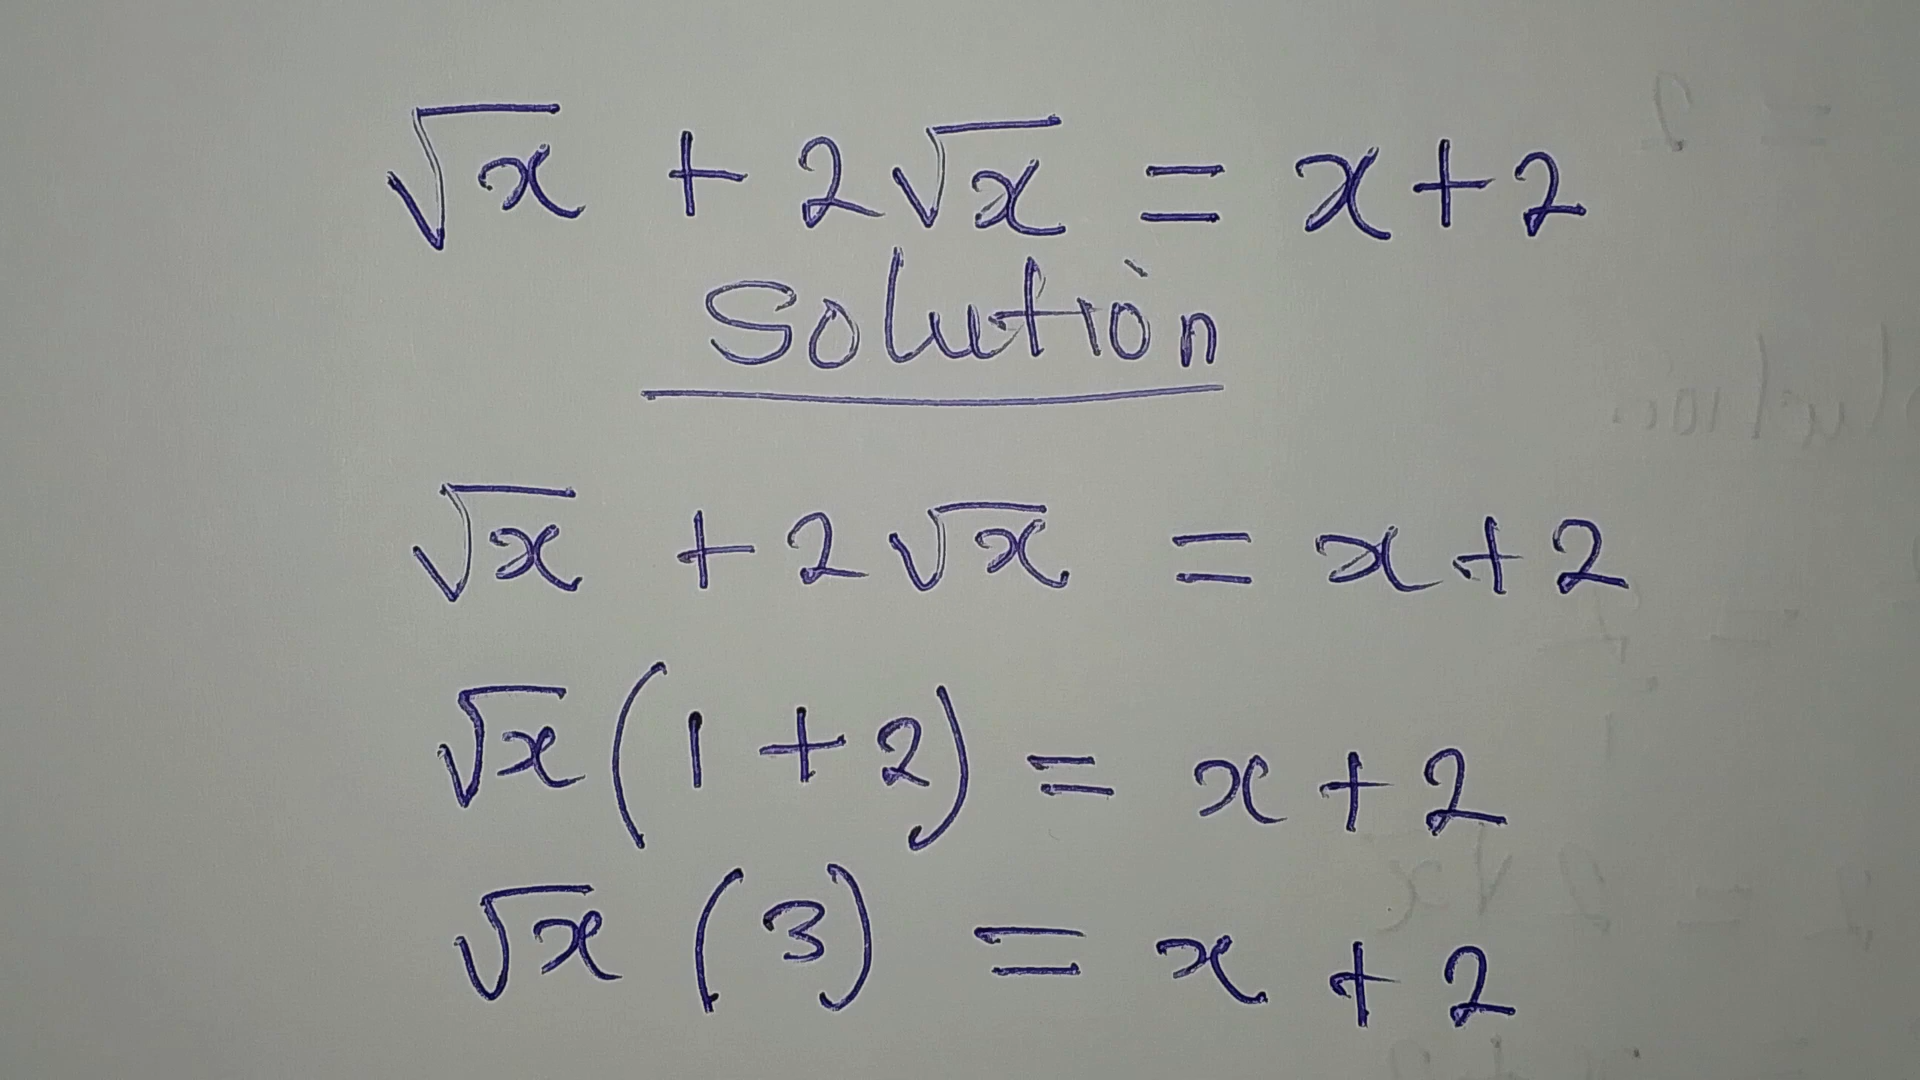 √x + 2√x = x+2
Solution
√x + 2√x = x+2
√x (1+2) = x+2
√x (3) = x+2